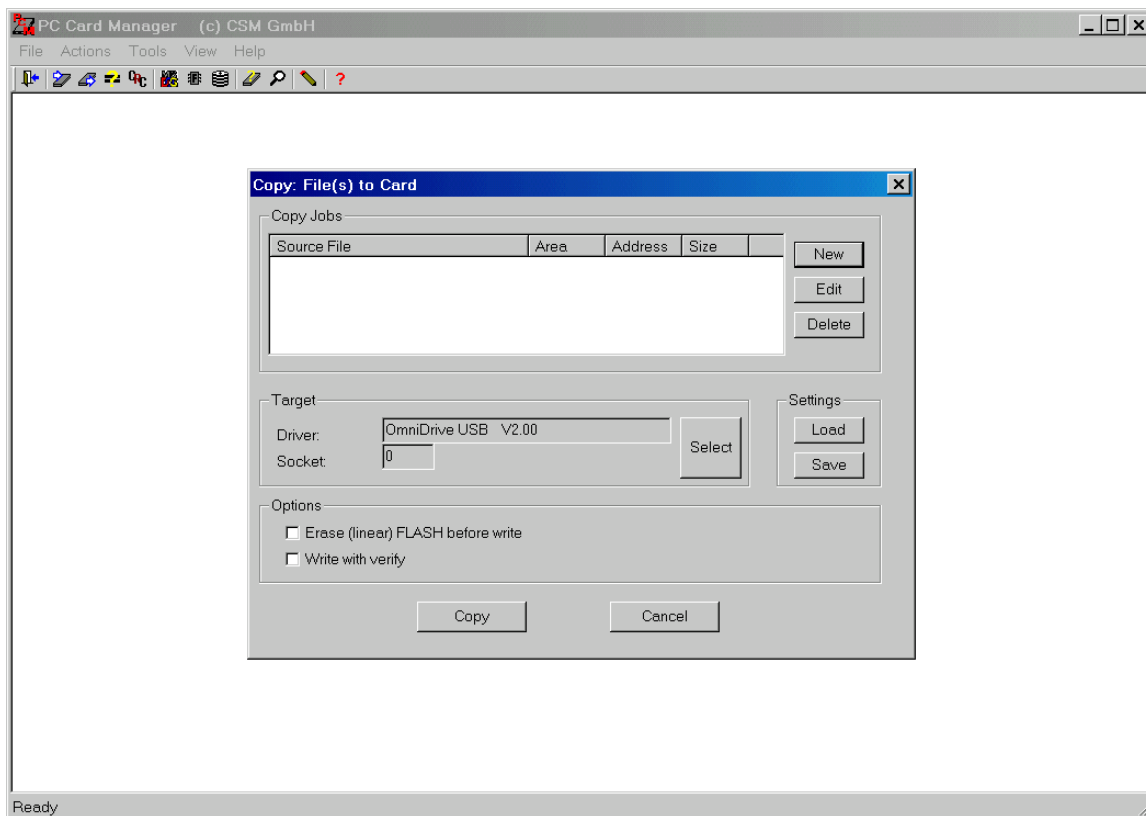 PC Card Manager (c) CSM GmbH
File Actions Tools View Help
CRC
?
Copy: File(s) to Card
Copy Jobs
Source File Area Address Size
New
Edit
Delete
Target
Driver: OmniDrive USB V2.00
Socket: 0
Select
Settings
Load
Save
Options
Erase (linear) FLASH before write
Write with verify
Copy Cancel
Ready